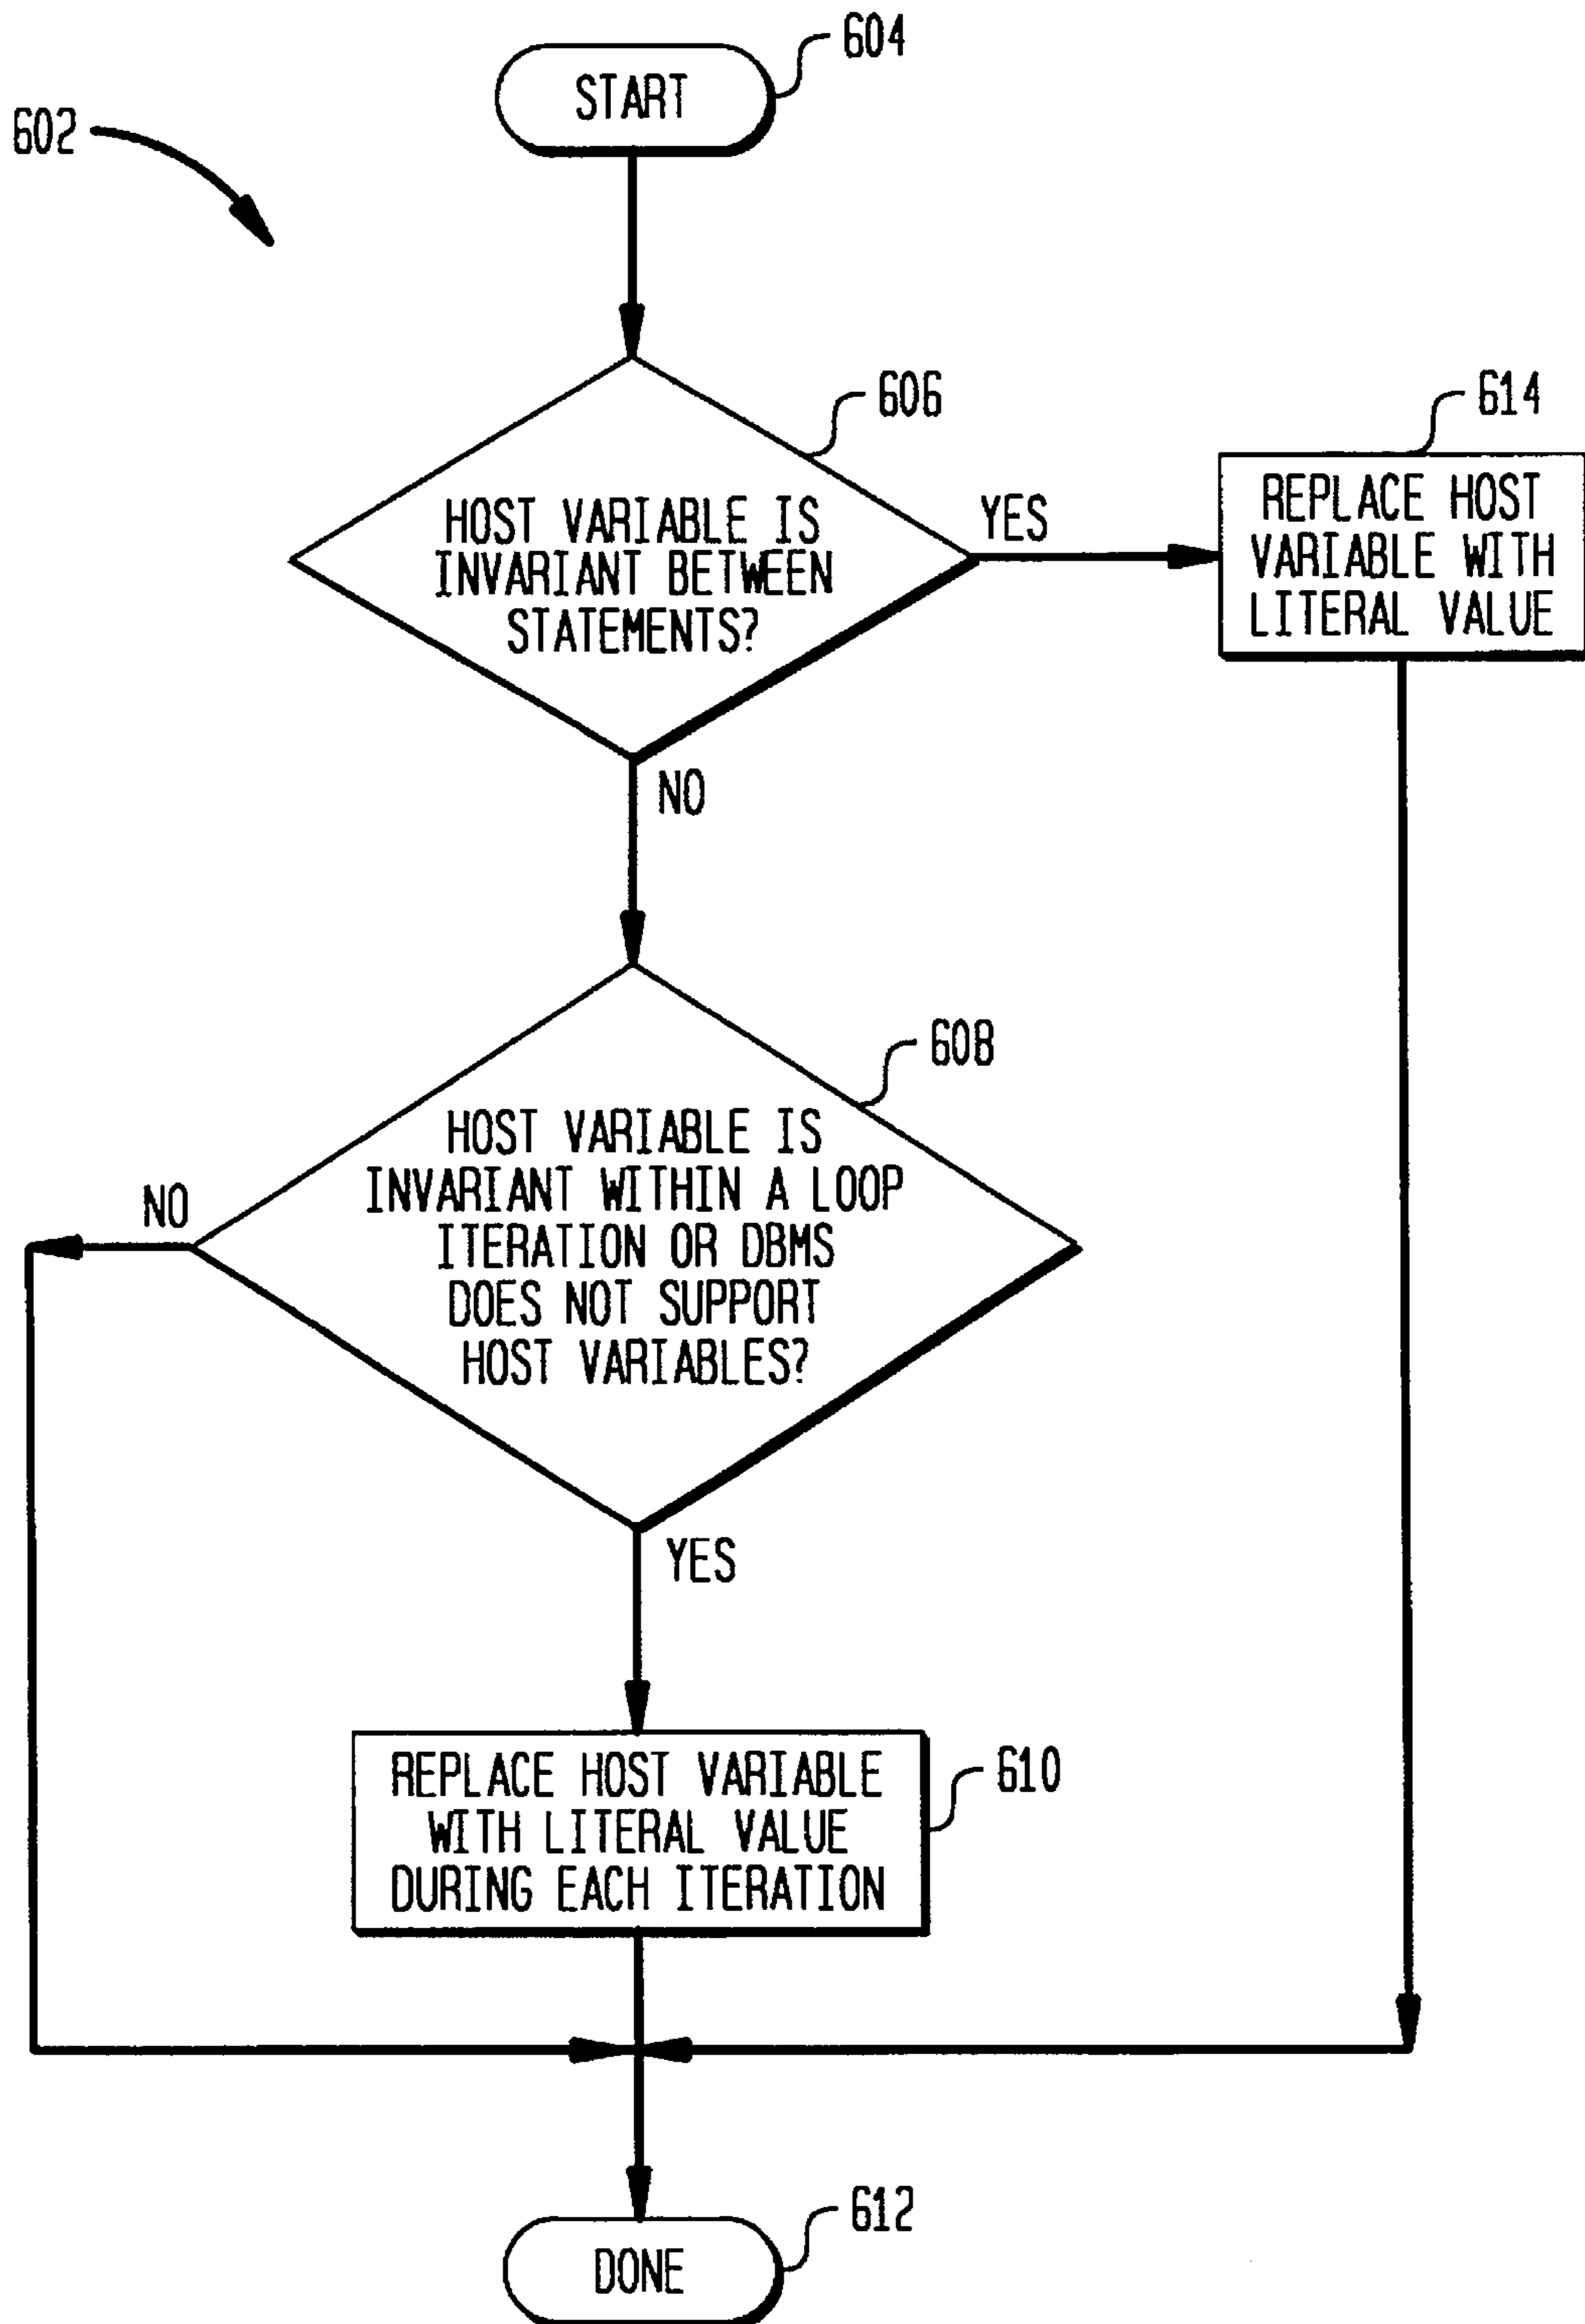 604
START
602
606
614
HOST VARIABLE IS
INVARIANT BETWEEN
STATEMENTS?
YES
REPLACE HOST
VARIABLE WITH
LITERAL VALUE
NO
608
HOST VARIABLE IS
INVARIANT WITHIN A LOOP
ITERATION OR DBMS
DOES NOT SUPPORT
HOST VARIABLES?
NO
YES
REPLACE HOST VARIABLE
WITH LITERAL VALUE
DURING EACH ITERATION
610
612
DONE